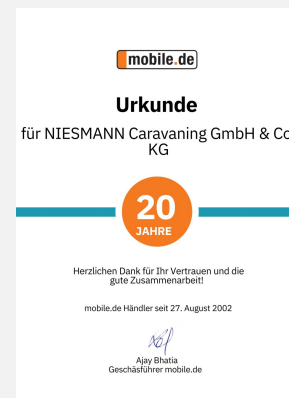 mobile.de
Urkunde
für NIESMANN Caravaning GmbH & Co
KG
20
JAHRE
Herzlichen Dank für Ihr Vertrauen und die
gute Zusammenarbeit!
mobile.de Händler seit 27. August 2002
Ajay Bhatia
Geschäsführer mobile.de